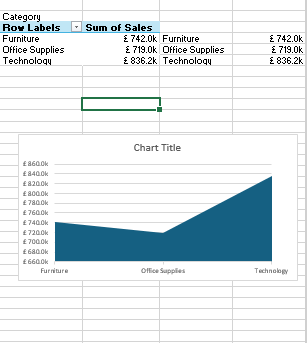 Category
Row Labels Sum of Sales
Furniture £ 742.0k Furniture £ 742.0k
Office Supplies £ 719.0k Office Supplies £ 719.0k
Technology £ 836.2k Technology £ 836.2k
Chart Title
£860.0k
£840.0k
£820.0k
£800.0k
£780.0k
£760.0k
£740.0k
£720.0k
£700.0k
£680.0k
£660.0k
Furniture Office Supplies Technology